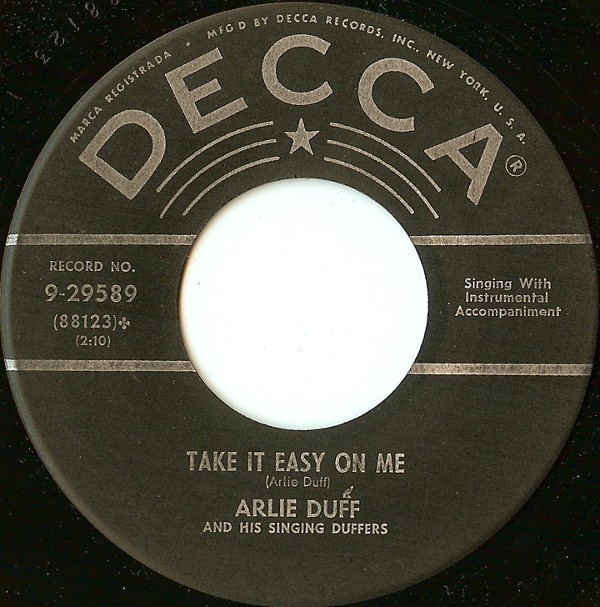 MARCA REGISTRADA • MFG'D BY DECCA RECORDS, INC., NEW YORK, U. S. A.
DECCA®
RECORD NO.
9-29589
(88123)✤
(2:10)
Singing With
Instrumental
Accompaniment
TAKE IT EASY ON ME
(Arlie Duff)
ARLIE DUFF
AND HIS SINGING DUFFERS